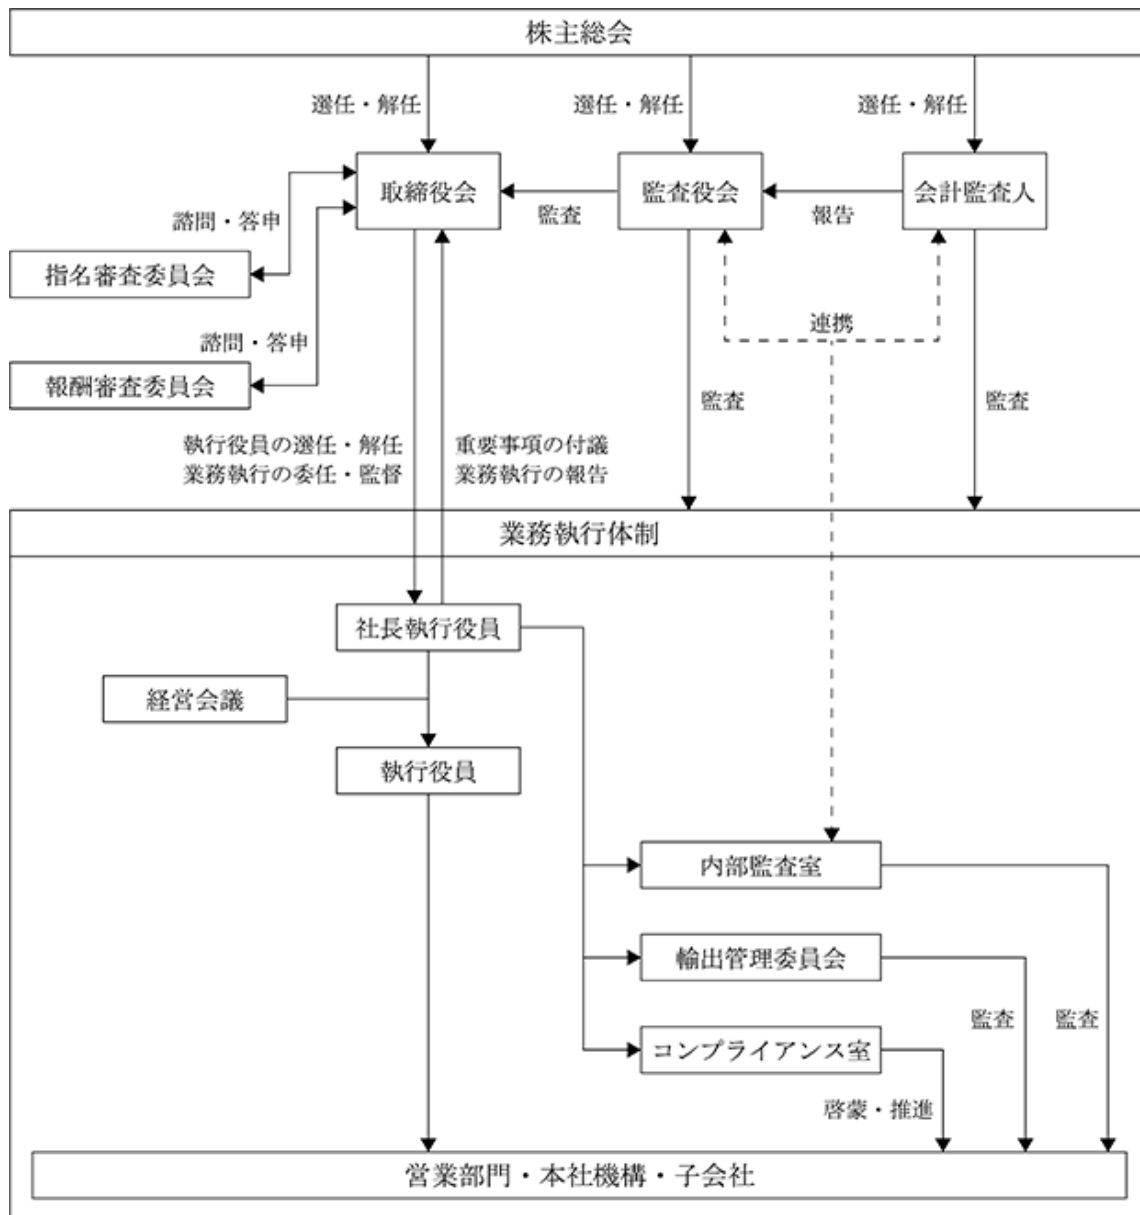 株主総会
選任・解任
選任・解任
選任・解任
取締役会
監査役会
会計監査人
監査
報告
諮問・答申
指名審査委員会
連携
諮問・答申
報酬審査委員会
監査
監査
執行役員の選任・解任
業務執行の委任・監督
重要事項の付議
業務執行の報告
業務執行体制
社長執行役員
経営会議
執行役員
内部監査室
輸出管理委員会
監査
監査
コンプライアンス室
啓蒙・推進
営業部門・本社機構・子会社